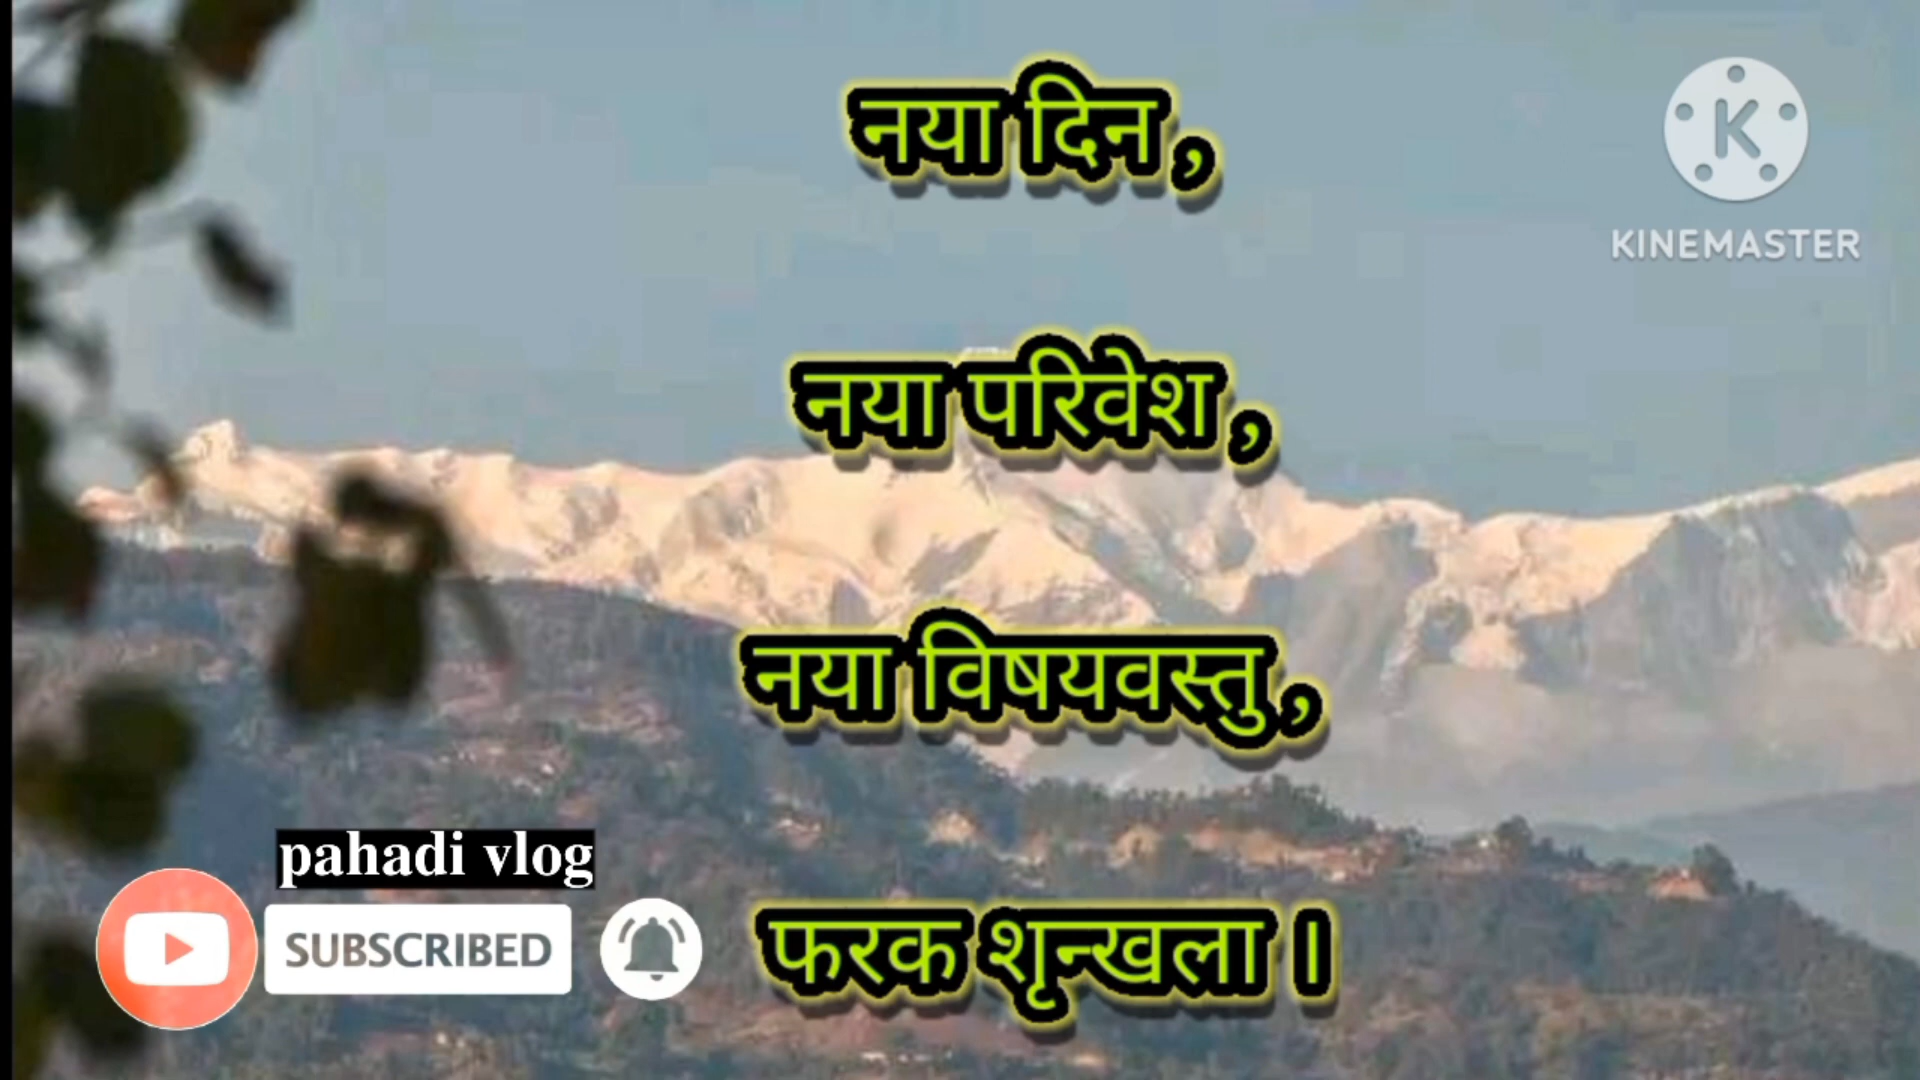 नया दिन,
KINEMASTER
नया परिवेश,
नया विषयवस्तु,
pahadi vlog
SUBSCRIBED
फरक शृन्खला ।